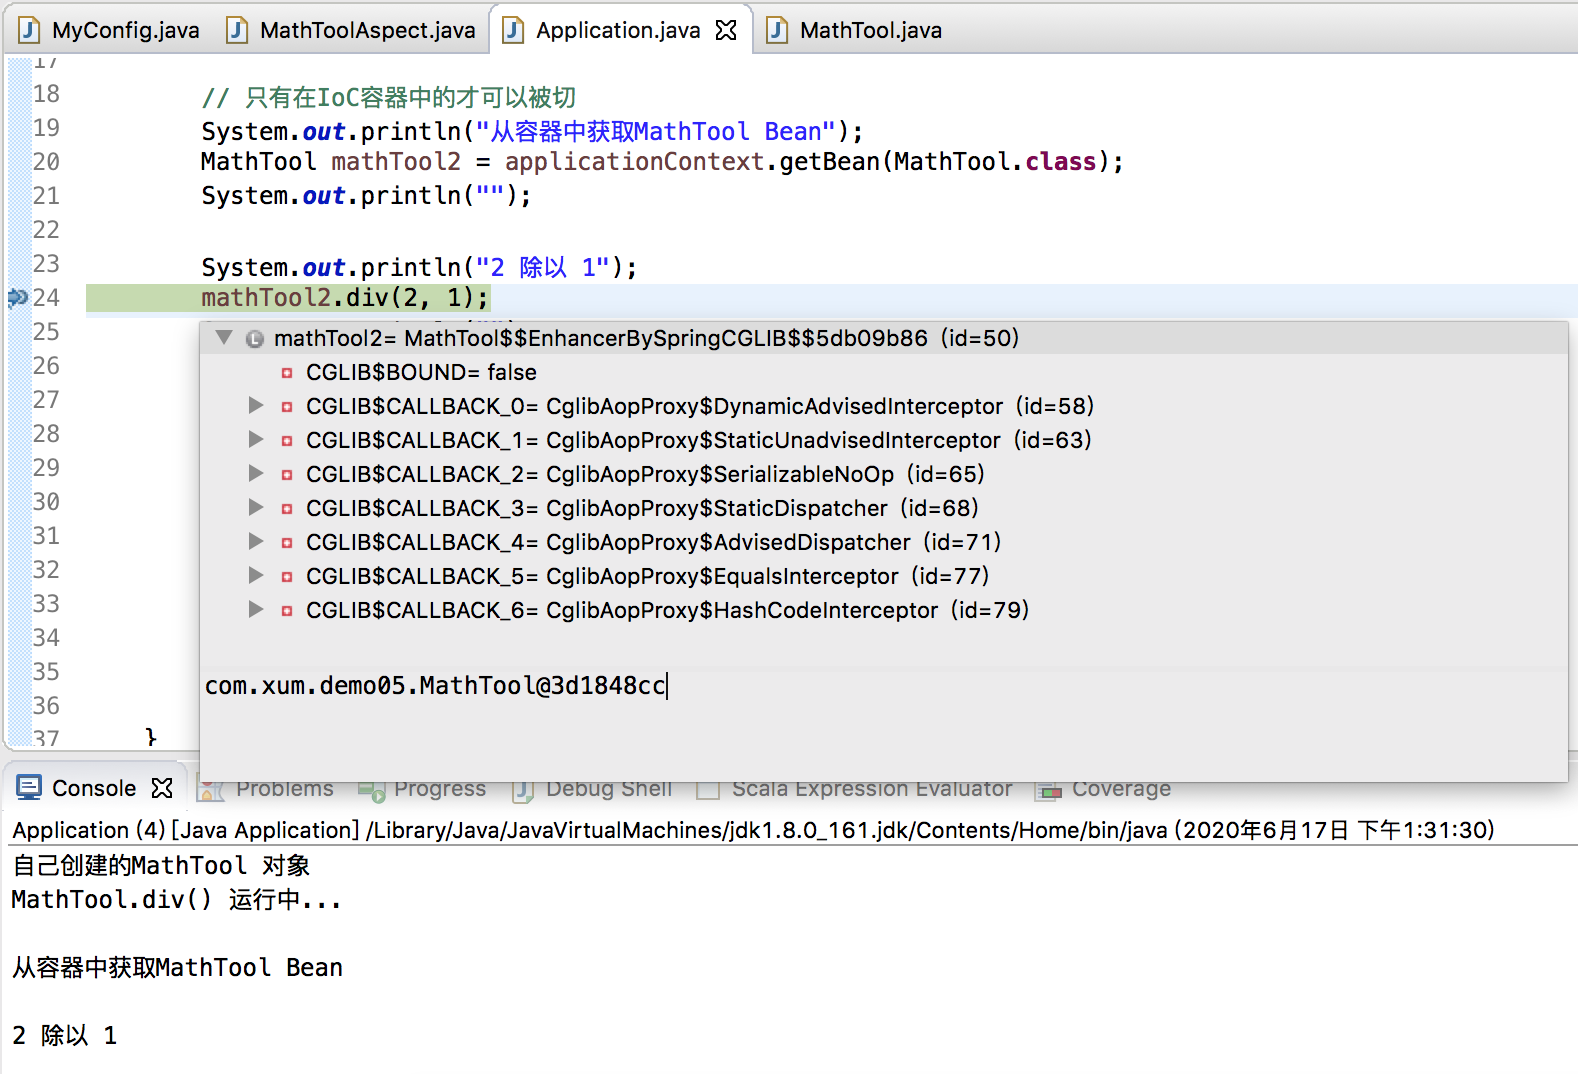 MyConfig.java MathToolAspect.java Application.java MathTool.java
17
18 // 只有在IoC容器中的才可以被切
19 System.out.println("从容器中获取MathTool Bean");
20 MathTool mathTool2 = applicationContext.getBean(MathTool.class);
21 System.out.println("");
22
23 System.out.println("2 除以 1");
24 mathTool2.div(2, 1);
25
mathTool2= MathTool$$EnhancerBySpringCGLIB$$5db09b86 (id=50)
26 CGLIB$BOUND= false
27 CGLIB$CALLBACK_0= CglibAopProxy$DynamicAdvisedInterceptor (id=58)
28 CGLIB$CALLBACK_1= CglibAopProxy$StaticUnadvisedInterceptor (id=63)
29 CGLIB$CALLBACK_2= CglibAopProxy$SerializableNoOp (id=65)
30 CGLIB$CALLBACK_3= CglibAopProxy$StaticDispatcher (id=68)
31 CGLIB$CALLBACK_4= CglibAopProxy$AdvisedDispatcher (id=71)
32 CGLIB$CALLBACK_5= CglibAopProxy$EqualsInterceptor (id=77)
33 CGLIB$CALLBACK_6= CglibAopProxy$HashCodeInterceptor (id=79)
34
35 com.xum.demo05.MathTool@3d1848cc
36
37 }
Console Problems Progress Debug Shell Scala Expression Evaluator Coverage
Application (4) [Java Application] /Library/Java/JavaVirtualMachines/jdk1.8.0_161.jdk/Contents/Home/bin/java (2020年6月17日 下午1:31:30)
自己创建的MathTool 对象
MathTool.div() 运行中...
从容器中获取MathTool Bean
2 除以 1